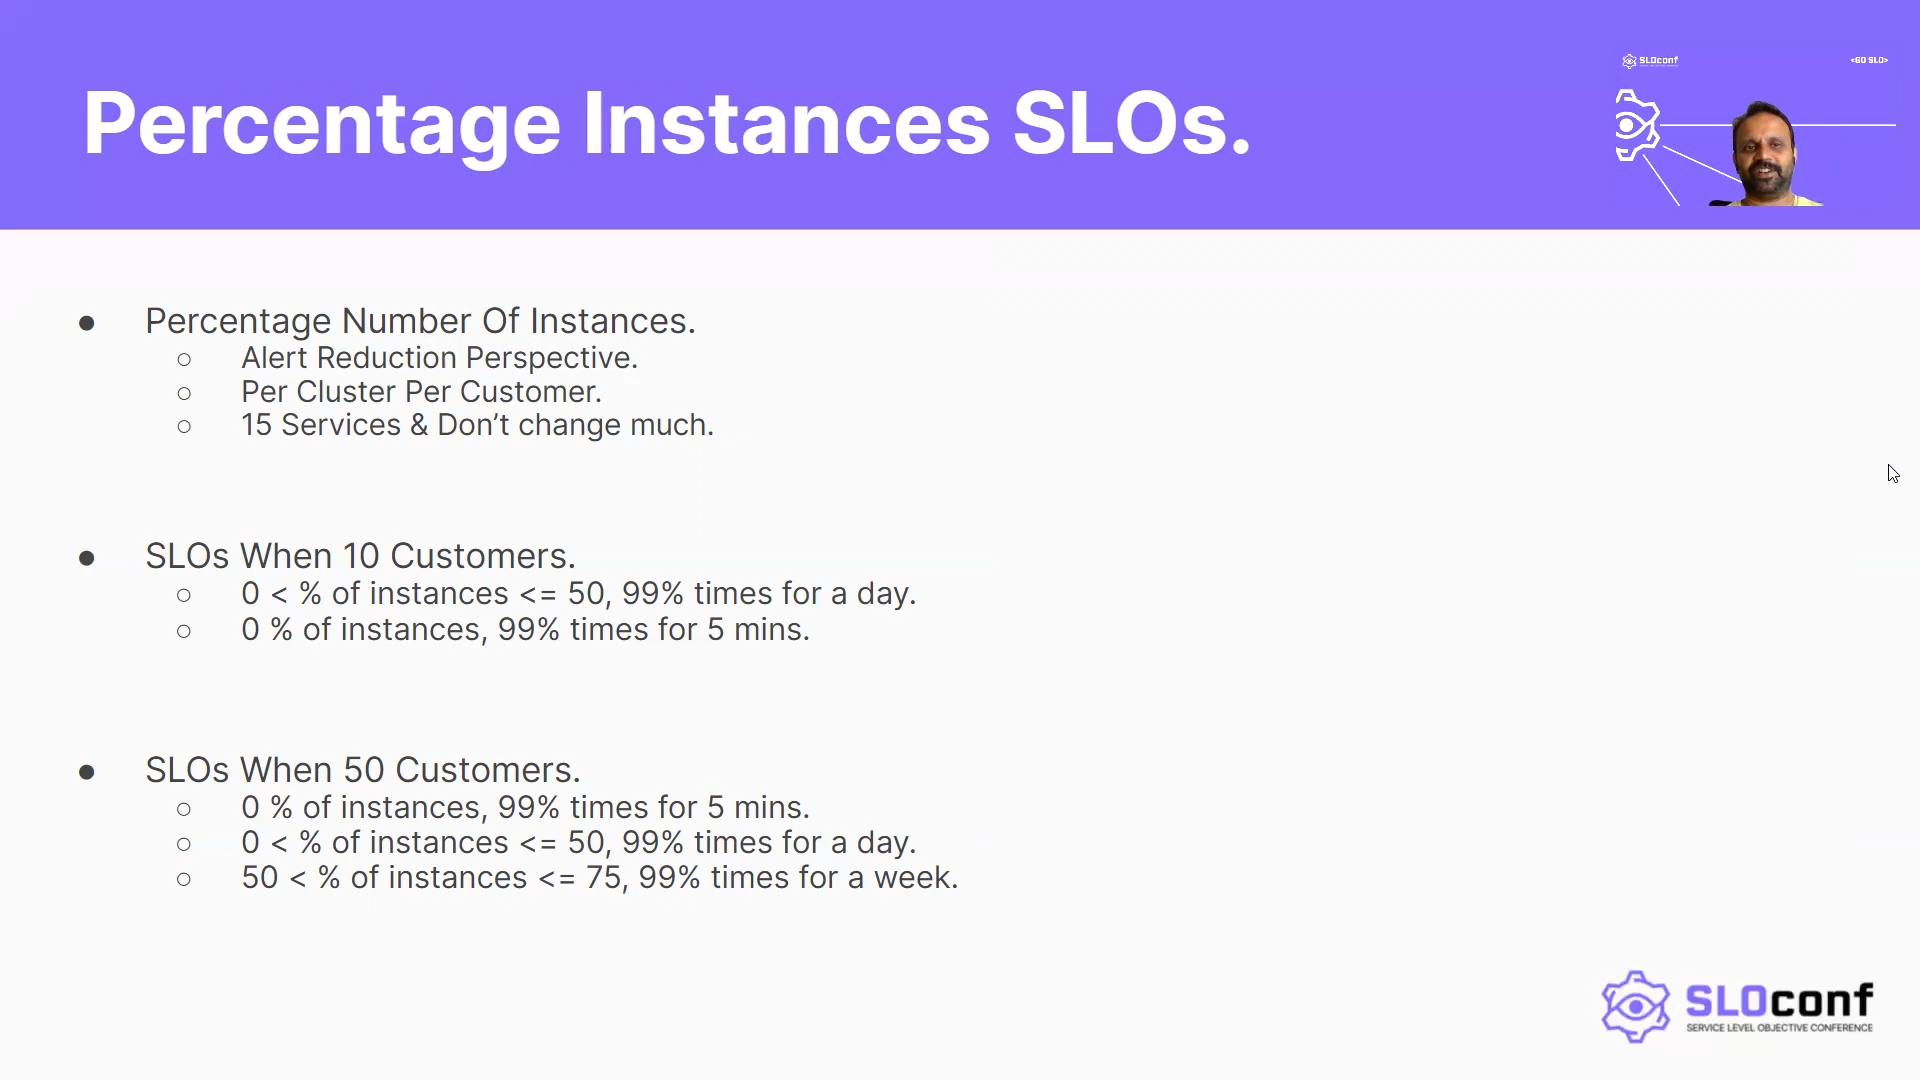 Percentage Instances SLOs.
SLOconf
<GO SLO>
● Percentage Number Of Instances.
○ Alert Reduction Perspective.
○ Per Cluster Per Customer.
○ 15 Services & Don’t change much.
● SLOs When 10 Customers.
○ 0 < % of instances <= 50, 99% times for a day.
○ 0 % of instances, 99% times for 5 mins.
● SLOs When 50 Customers.
○ 0 % of instances, 99% times for 5 mins.
○ 0 < % of instances <= 50, 99% times for a day.
○ 50 < % of instances <= 75, 99% times for a week.
SLOconf
SERVICE LEVEL OBJECTIVE CONFERENCE